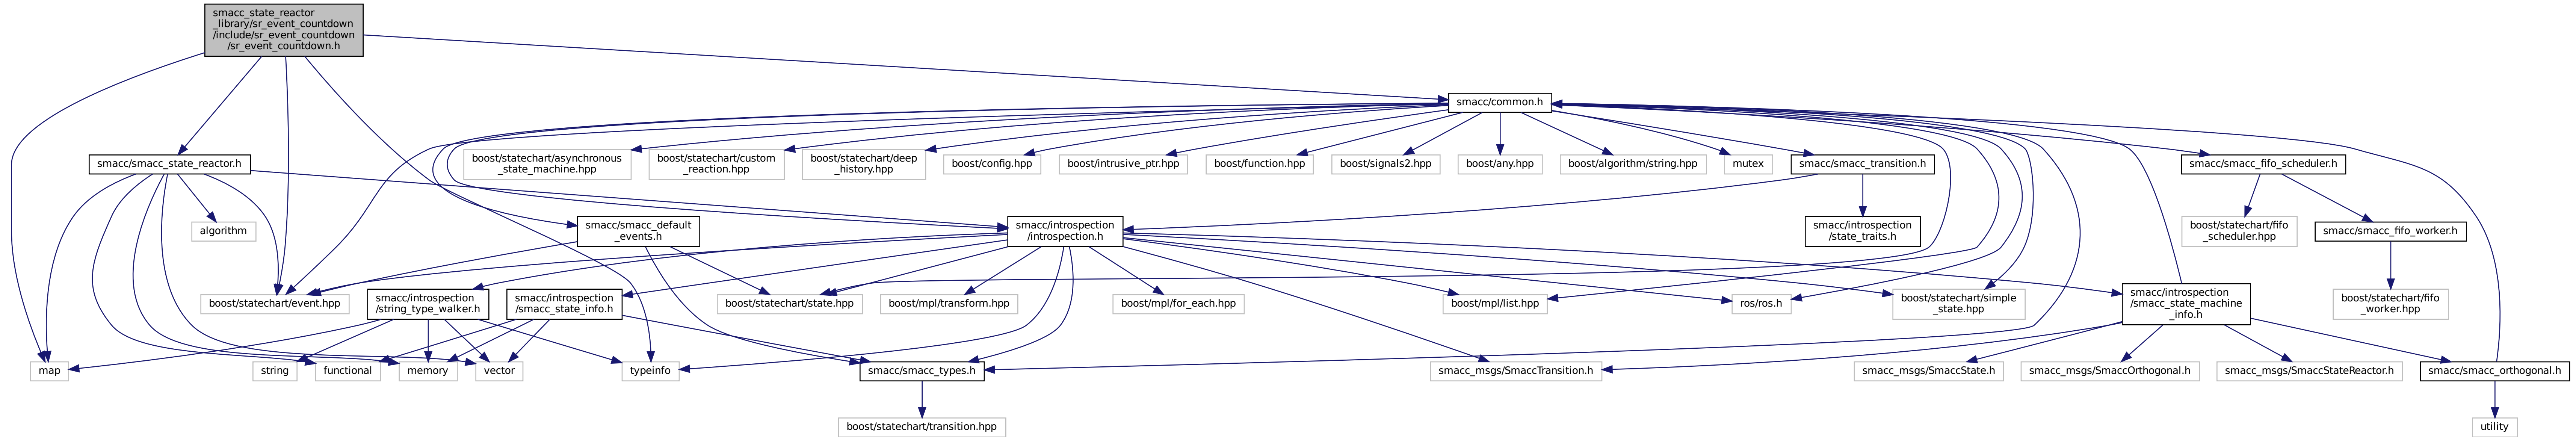 smacc_state_reactor
_library/sr_event_countdown
/include/sr_event_countdown
/sr_event_countdown.h
smacc/common.h
smacc/smacc_state_reactor.h
boost/statechart/asynchronous
_state_machine.hpp
boost/statechart/custom
_reaction.hpp
boost/statechart/deep
_history.hpp
boost/config.hpp
boost/intrusive_ptr.hpp
boost/function.hpp
boost/signals2.hpp
boost/any.hpp
boost/algorithm/string.hpp
mutex
smacc/smacc_transition.h
smacc/smacc_fifo_scheduler.h
algorithm
smacc/smacc_default
_events.h
smacc/introspection
/introspection.h
smacc/introspection
/state_traits.h
boost/statechart/fifo
_scheduler.hpp
smacc/smacc_fifo_worker.h
boost/statechart/event.hpp
smacc/introspection
/string_type_walker.h
smacc/introspection
/smacc_state_info.h
boost/statechart/state.hpp
boost/mpl/transform.hpp
boost/mpl/for_each.hpp
boost/mpl/list.hpp
ros/ros.h
boost/statechart/simple
_state.hpp
smacc/introspection
/smacc_state_machine
_info.h
boost/statechart/fifo
_worker.hpp
map
string
functional
memory
vector
typeinfo
smacc/smacc_types.h
smacc_msgs/SmaccTransition.h
smacc_msgs/SmaccState.h
smacc_msgs/SmaccOrthogonal.h
smacc_msgs/SmaccStateReactor.h
smacc/smacc_orthogonal.h
boost/statechart/transition.hpp
utility